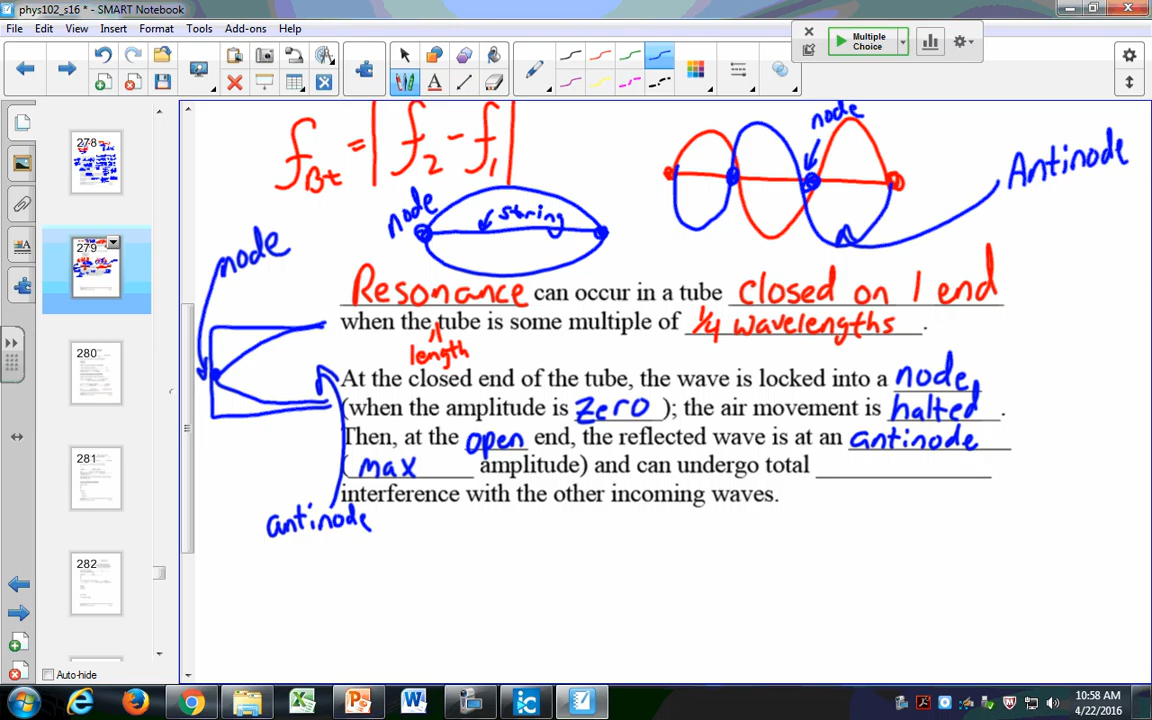 phys102_s16 * - SMART Notebook
File Edit View Insert Format Tools Add-ons Help
Multiple Choice
278
279
280
281
282
Auto-hide
fBt = | f2 - f1 |
node
Antinode
node
string
node
Resonance can occur in a tube closed on 1 end
when the tube is some multiple of 1/4 wavelengths.
length
At the closed end of the tube, the wave is locked into a node,
(when the amplitude is zero); the air movement is halted.
Then, at the open end, the reflected wave is at an antinode
(max amplitude) and can undergo total
interference with the other incoming waves.
antinode
10:58 AM
4/22/2016